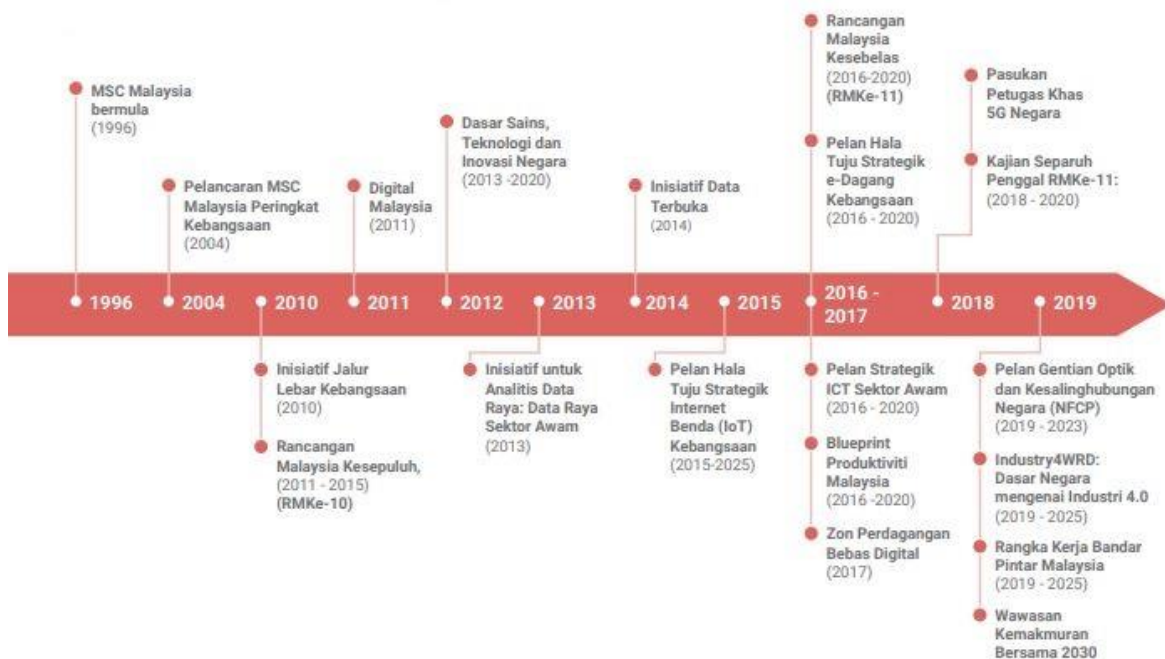 MSC Malaysia
bermula
(1996)
Pelancaran MSC
Malaysia Peringkat
Kebangsaan
(2004)
Digital
Malaysia
(2011)
Dasar Sains,
Teknologi dan
Inovasi Negara
(2013 -2020)
Inisiatif Data
Terbuka
(2014)
Rancangan
Malaysia
Kesebelas
(2016-2020)
(RMKe-11)
Pelan Hala
Tuju Strategik
e-Dagang
Kebangsaan
(2016 - 2020)
Pasukan
Petugas Khas
5G Negara
Kajian Separuh
Penggal RMKe-11:
(2018 - 2020)
1996
2004
2010
2011
2012
2013
2014
2015
2016 -
2017
2018
2019
Inisiatif Jalur
Lebar Kebangsaan
(2010)
Rancangan
Malaysia Kesepuluh,
(2011 - 2015)
(RMKe-10)
Inisiatif untuk
Analitis Data
Raya: Data Raya
Sektor Awam
(2013)
Pelan Hala
Tuju Strategik
Internet
Benda (IoT)
Kebangsaan
(2015-2025)
Pelan Strategik
ICT Sektor Awam
(2016 - 2020)
Blueprint
Produktiviti
Malaysia
(2016 -2020)
Zon Perdagangan
Bebas Digital
(2017)
Pelan Gentian Optik
dan Kesalinghubungan
Negara (NFCP)
(2019 - 2023)
Industry4WRD:
Dasar Negara
mengenai Industri 4.0
(2019 - 2025)
Rangka Kerja Bandar
Pintar Malaysia
(2019 - 2025)
Wawasan
Kemakmuran
Bersama 2030